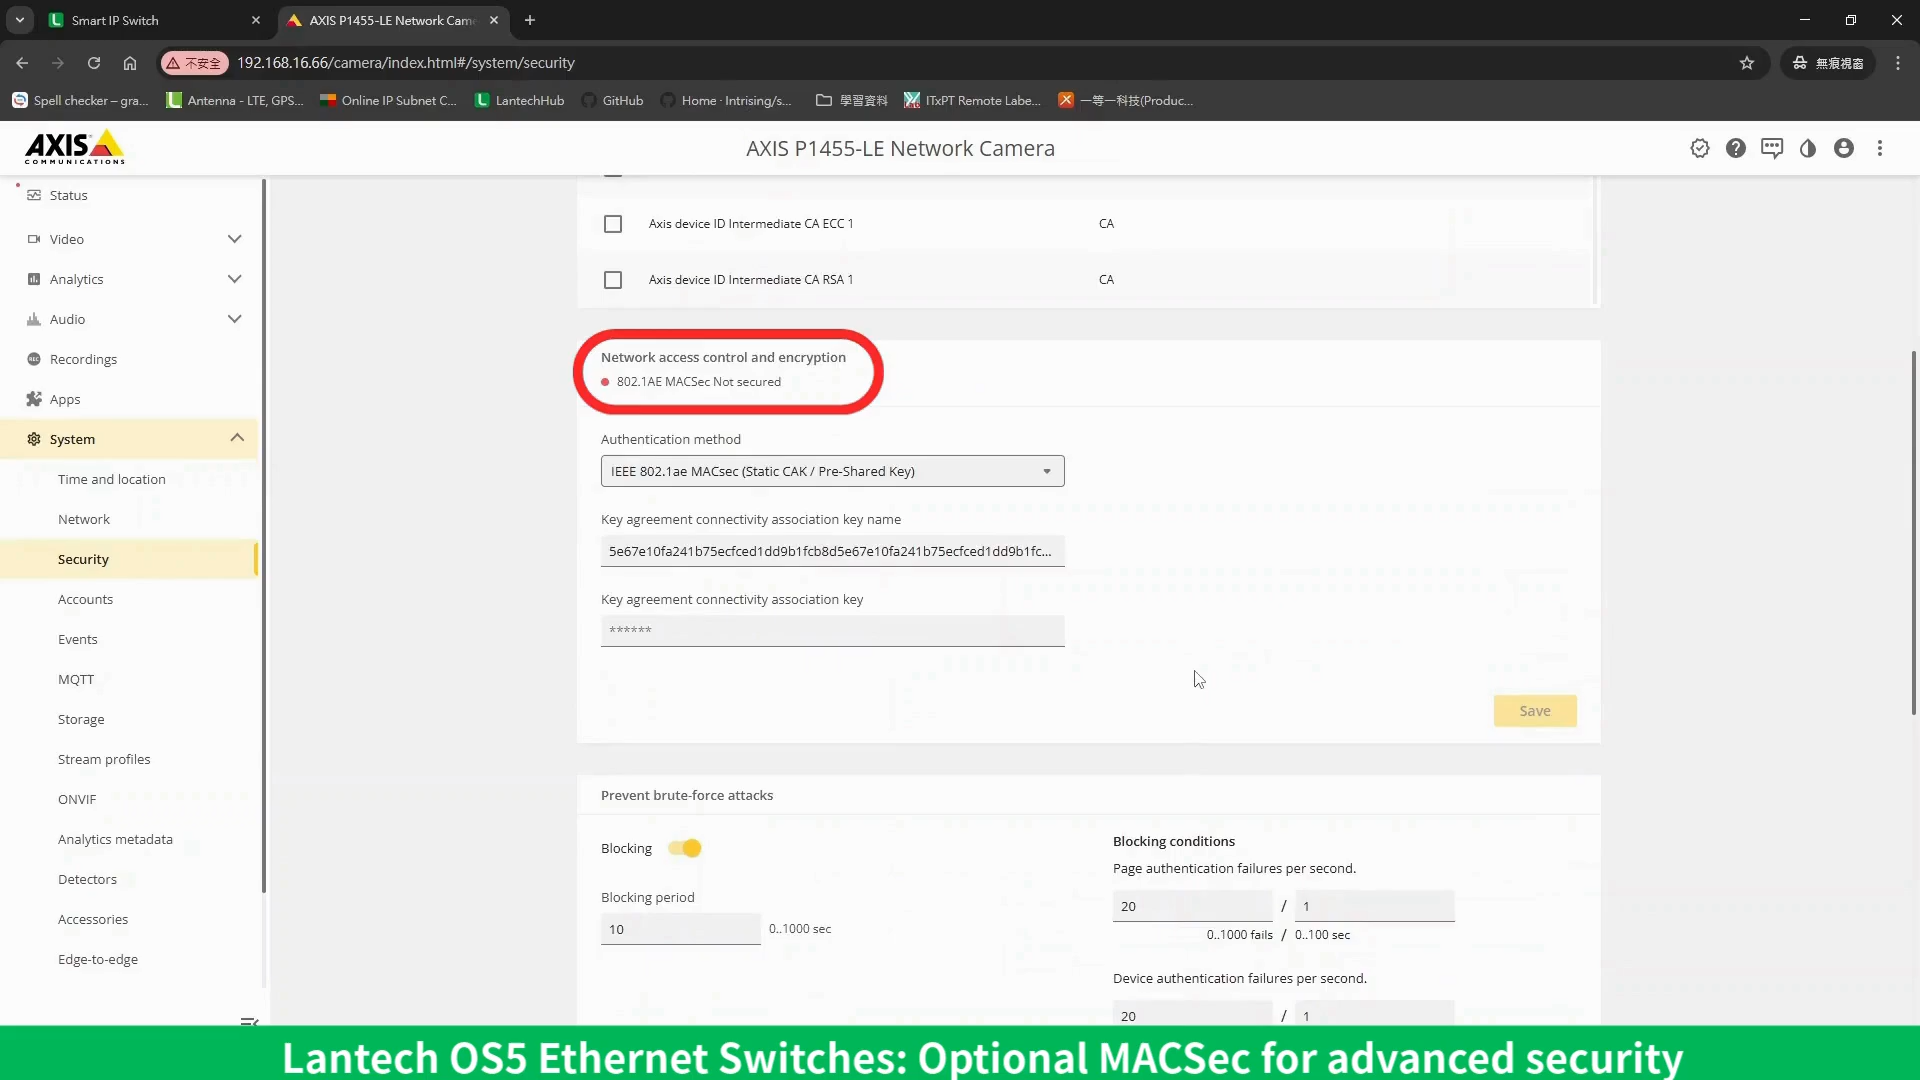 Smart IP Switch
AXIS P1455-LE Network Cam
不安全
192.168.16.66/camera/index.html#/system/security
無痕視窗
Spell checker – gra...
Antenna - LTE, GPS...
Online IP Subnet C...
LantechHub
GitHub
Home · Intrising/s...
學習資料
ITxPT Remote Labe...
一等一科技(Produc...
AXIS
COMMUNICATIONS
AXIS P1455-LE Network Camera
Status
Video
Analytics
Audio
Recordings
Apps
System
Time and location
Network
Security
Accounts
Events
MQTT
Storage
Stream profiles
ONVIF
Analytics metadata
Detectors
Accessories
Edge-to-edge
Axis device ID Intermediate CA ECC 1 CA
Axis device ID Intermediate CA RSA 1 CA
Network access control and encryption
802.1AE MACSec Not secured
Authentication method
IEEE 802.1ae MACsec (Static CAK / Pre-Shared Key)
Key agreement connectivity association key name
5e67e10fa241b75ecfced1dd9b1fcb8d5e67e10fa241b75ecfced1dd9b1fc...
Key agreement connectivity association key
******
Save
Prevent brute-force attacks
Blocking
Blocking period
10 0..1000 sec
Blocking conditions
Page authentication failures per second.
20 / 1
0..1000 fails / 0..100 sec
Device authentication failures per second.
20 / 1
Lantech OS5 Ethernet Switches: Optional MACSec for advanced security